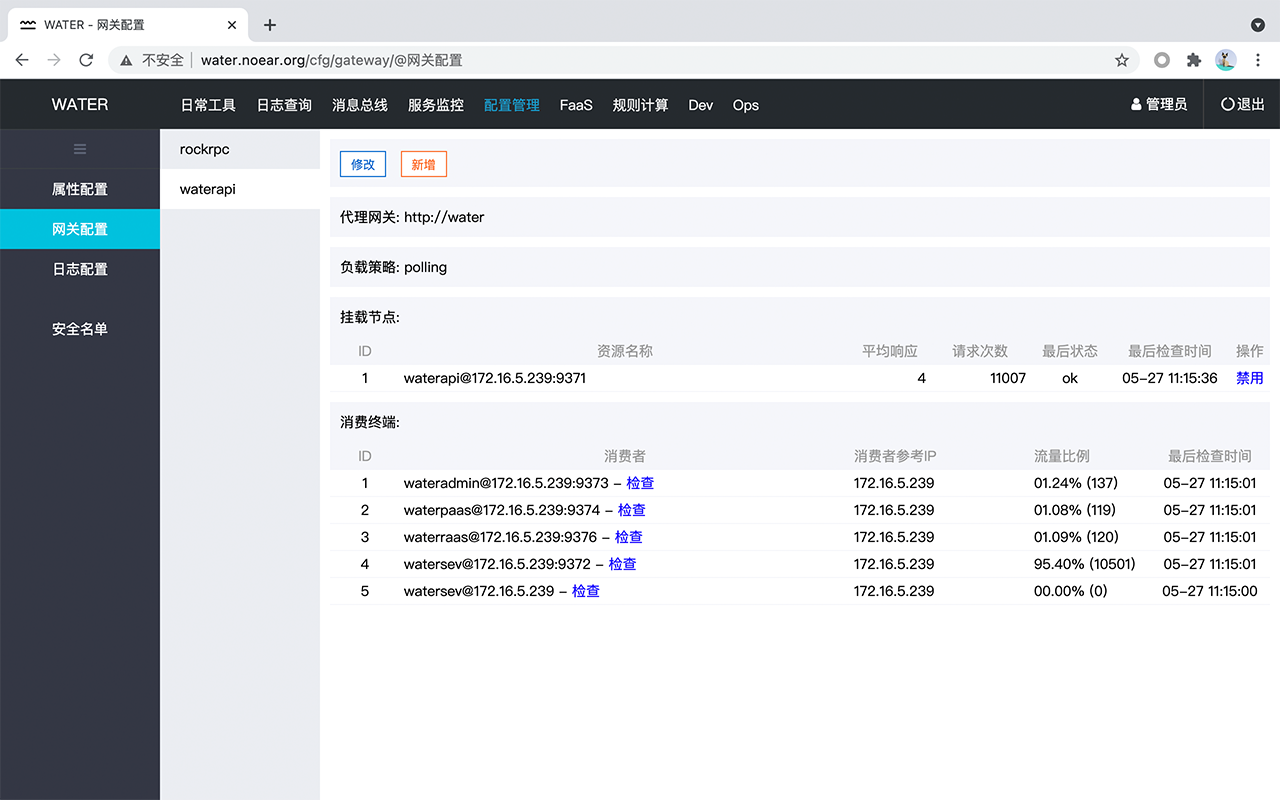 WATER - 网关配置
不安全 water.noear.org/cfg/gateway/@网关配置
WATER 日常工具 日志查询 消息总线 服务监控 配置管理 FaaS 规则计算 Dev Ops 管理员 退出
属性配置
网关配置
日志配置
安全名单
rockrpc
waterapi
修改 新增
代理网关: http://water
负载策略: polling
挂载节点:
ID 资源名称 平均响应 请求次数 最后状态 最后检查时间 操作
1 waterapi@172.16.5.239:9371 4 11007 ok 05-27 11:15:36 禁用
消费终端:
ID 消费者 消费者参考IP 流量比例 最后检查时间
1 wateradmin@172.16.5.239:9373 - 检查 172.16.5.239 01.24% (137) 05-27 11:15:01
2 waterpaas@172.16.5.239:9374 - 检查 172.16.5.239 01.08% (119) 05-27 11:15:01
3 waterraas@172.16.5.239:9376 - 检查 172.16.5.239 01.09% (120) 05-27 11:15:01
4 watersev@172.16.5.239:9372 - 检查 172.16.5.239 95.40% (10501) 05-27 11:15:01
5 watersev@172.16.5.239 - 检查 172.16.5.239 00.00% (0) 05-27 11:15:00